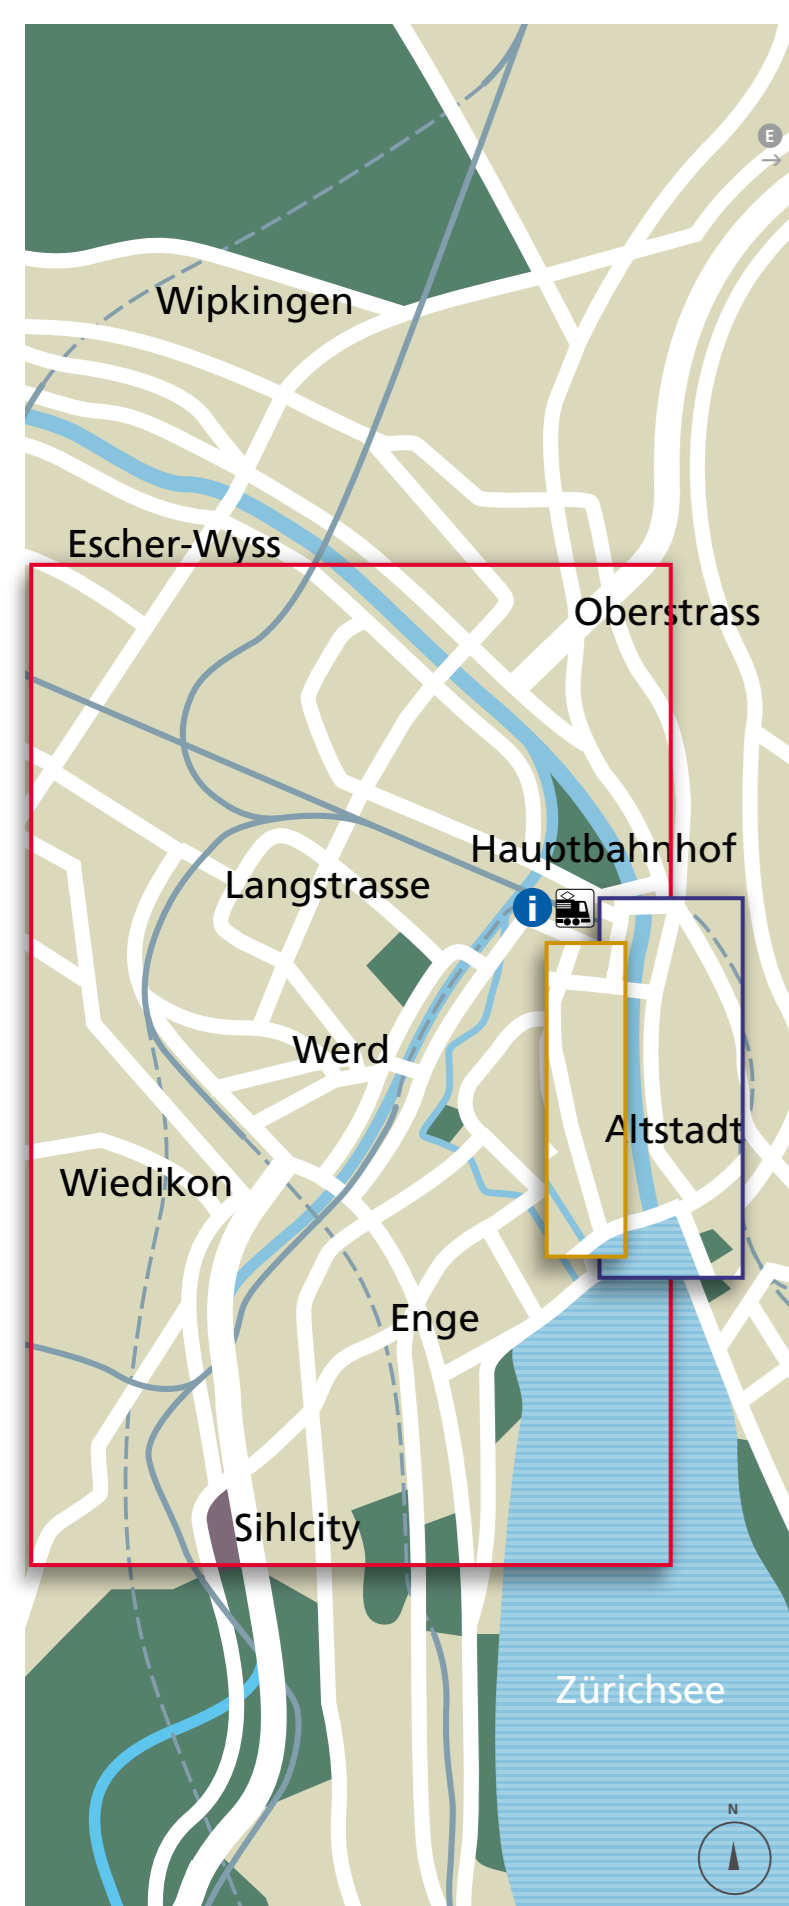 E
→
Wipkingen
Escher-Wyss
Oberstrass
Hauptbahnhof
Langstrasse
i
Werd
Altstadt
Wiedikon
Enge
Sihlcity
Zürichsee
N